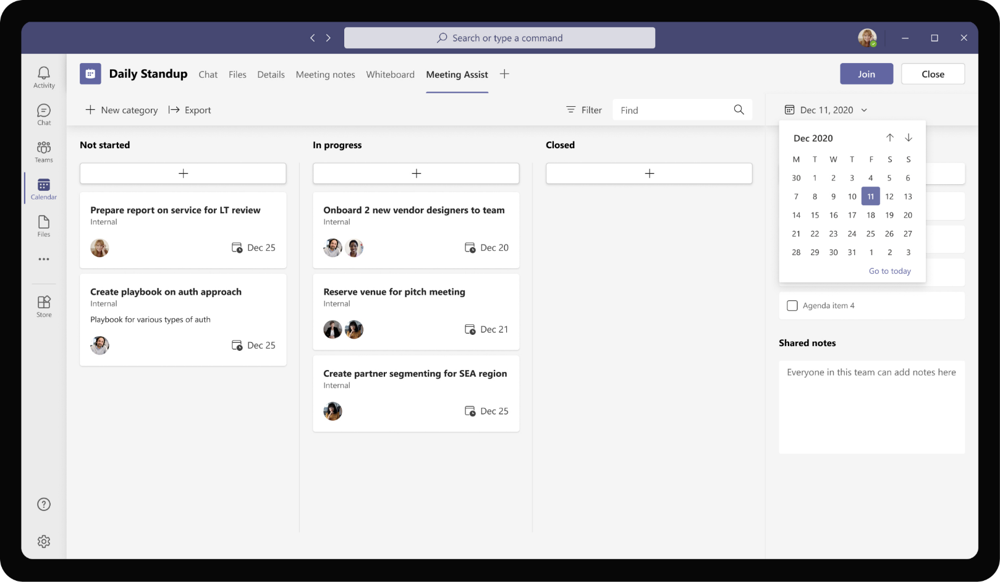 Search or type a command
Activity
Chat
Teams
Calendar
Files
Store
Daily Standup Chat Files Details Meeting notes Whiteboard Meeting Assist
Join Close
New category Export Filter Find
Dec 11, 2020
Not started
Prepare report on service for LT review
Internal
Dec 25
Create playbook on auth approach
Internal
Playbook for various types of auth
Dec 25
In progress
Onboard 2 new vendor designers to team
Internal
Dec 20
Reserve venue for pitch meeting
Internal
Dec 21
Create partner segmenting for SEA region
Internal
Dec 25
Closed
Dec 2020
M T W T F S S
30 1 2 3 4 5 6
7 8 9 10 11 12 13
14 15 16 17 18 19 20
21 22 23 24 25 26 27
28 29 30 31 1 2 3
Go to today
Agenda item 4
Shared notes
Everyone in this team can add notes here